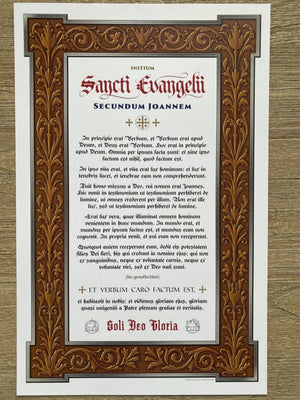 INITIUM
Sancti Evangelii
SECUNDUM JOANNEM
In principio erat Verbum, et Verbum erat apud
Deum, et Deus erat Verbum. Hoc erat in principio
apud Deum. Omnia per ipsum facta sunt: et sine ipso
factum est nihil, quod factum est.
In ipso vita erat, et vita erat lux hominum: et lux in
tenebris lucet, et tenebrae eam non comprehenderunt.
Fuit homo missus a Deo, cui nomen erat Joannes.
Hic venit in testimonium ut testimonium perhiberet
de lumine, ut omnes crederent per illum. Non erat ille
lux, sed ut testimonium perhiberet de lumine.
Erat lux vera, quae illuminat omnem hominem
venientem in hunc mundum. In mundo erat, et
mundus per ipsum factus est, et mundus eum non
cognovit. In propria venit, et sui eum non receperunt.
Quotquot autem receperunt eum, dedit eis potestatem
filios Dei fieri, his qui credunt in nomine ejus: qui non
ex sanguinibus, neque ex voluntate carnis, neque ex
voluntate viri, sed ex Deo nati sunt.
(hic genuflectitur)
ET VERBUM CARO FACTUM EST,
et habitavit in nobis: et vidimus gloriam ejus, gloriam
quasi unigeniti a Patre plenum gratiae et veritatis.
Soli Deo Gloria